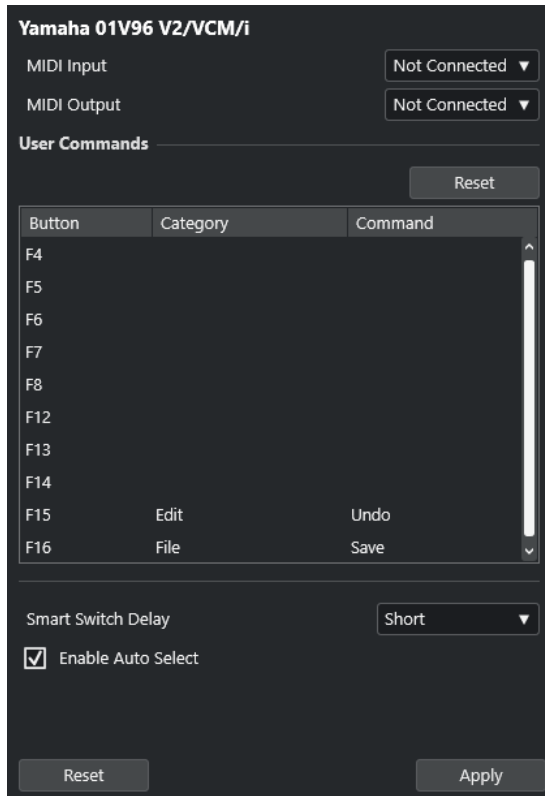 Yamaha 01V96 V2/VCM/i
MIDI Input Not Connected
MIDI Output Not Connected
User Commands
Reset
Button Category Command
F4
F5
F6
F7
F8
F12
F13
F14
F15 Edit Undo
F16 File Save
Smart Switch Delay Short
Enable Auto Select
Reset Apply